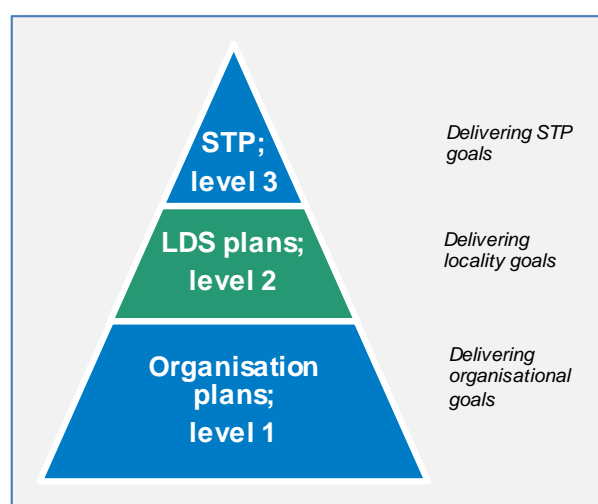 STP;
level 3
Delivering STP
goals
LDS plans;
level 2
Delivering
locality goals
Organisation
plans;
level 1
Delivering
organisational
goals